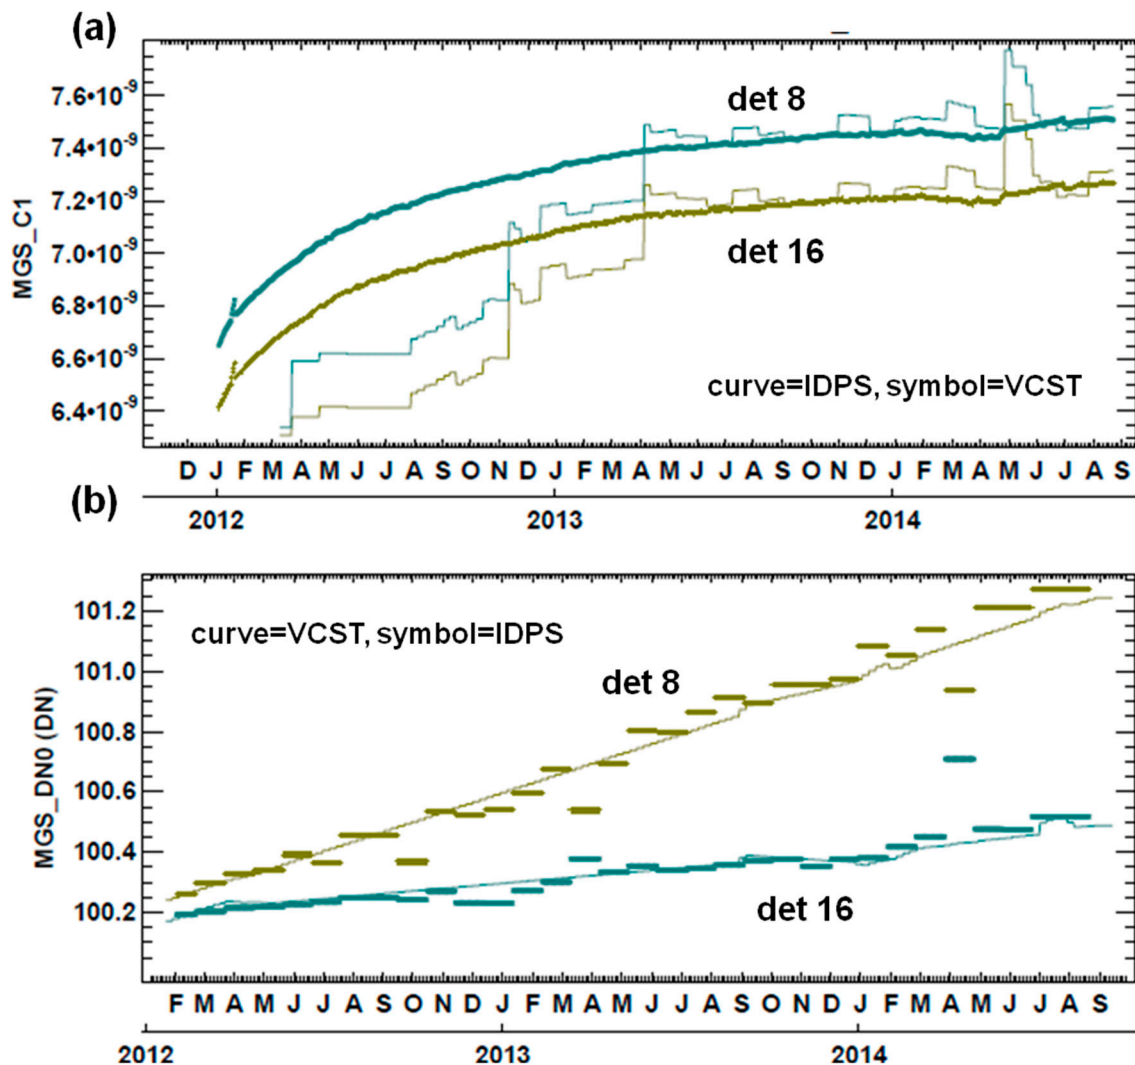 (a)
7.6•10⁻⁹
7.4•10⁻⁹
7.2•10⁻⁹
7.0•10⁻⁹
6.8•10⁻⁹
6.6•10⁻⁹
6.4•10⁻⁹
MGS_C1
det 8
det 16
curve=IDPS, symbol=VCST
D J F M A M J J A S O N D J F M A M J J A S O N D J F M A M J J A S
2012 2013 2014
(b)
101.2
101.0
100.8
100.6
100.4
100.2
MGS_DN0 (DN)
curve=VCST, symbol=IDPS
det 8
det 16
F M A M J J A S O N D J F M A M J J A S O N D J F M A M J J A S
2012 2013 2014